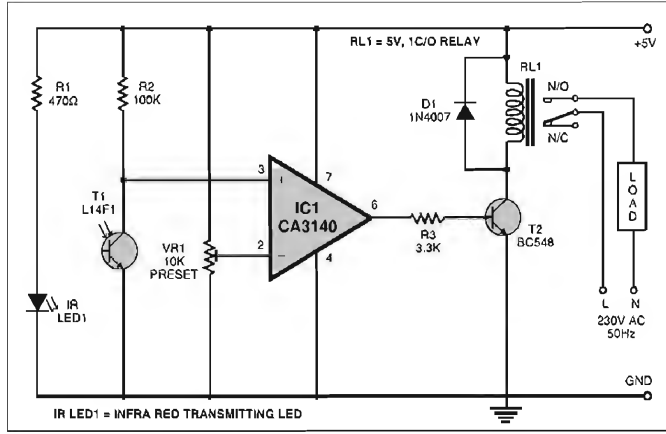 RL1 = 5V, 1C/O RELAY
+5V
R1
470Ω
R2
100K
D1
1N4007
RL1
N/O
N/C
LOAD
T1
L14F1
3
+
7
IC1
CA3140
6
2
−
4
VR1
10K
PRESET
R3
3.3K
T2
BC548
IR
LED1
L
N
230V AC
50Hz
GND
IR LED1 = INFRA RED TRANSMITTING LED